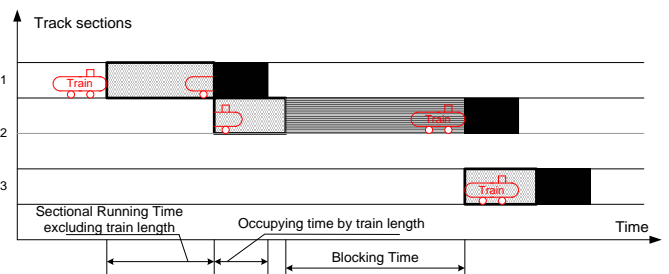 Track sections
1
Train
2
Train
3
Train
Time
Sectional Running Time
excluding train length
Occupying time by train length
Blocking Time